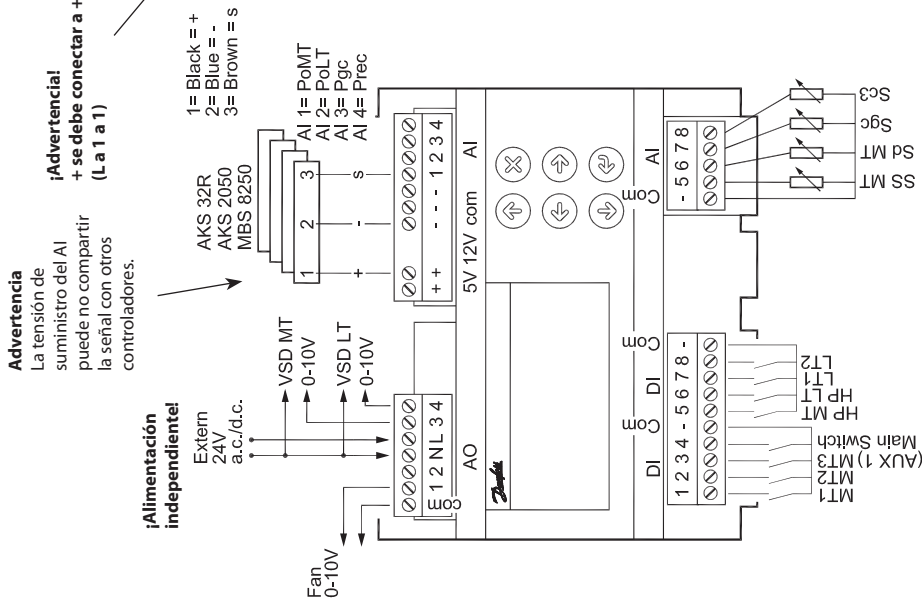 Advertencia
La tensión de
suministro del AI
puede no compartir
la señal con otros
controladores.
¡Advertencia!
+ se debe conectar a +
(L a 1 a 1)
1= Black = +
2= Blue = -
3= Brown = s
AKS 32R
AKS 2050
MBS 8250
AI 1= PoMT
AI 2= PoLT
AI 3= Pgc
AI 4= Prec
1 2 3
+ - s
¡Alimentación
independiente!
Extern
24V
a.c./d.c.
VSD MT
0-10V
VSD LT
0-10V
Fan
0-10V
com 1 2 N L 3 4
AO
+ + - - - 1 2 3 4
5V 12V com AI
Danfoss
DI Com DI Com
1 2 3 4 - 5 6 7 8 -
MT1
MT2
(AUX 1) MT3
Main Switch
HP MT
HP LT
LT1
LT2
Com AI
- 5 6 7 8
SS MT
Sd MT
Sgc
Sc3